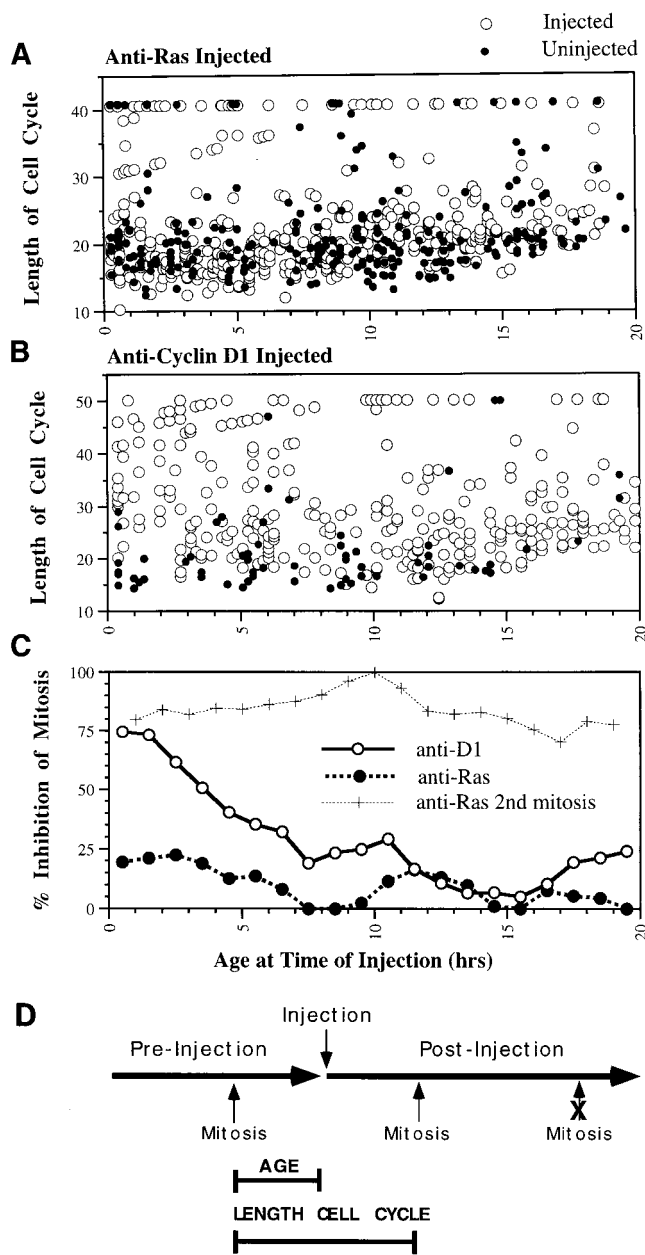 Injected
Uninjected
A
Anti-Ras Injected
Length of Cell Cycle
40
30
20
10
0
5
10
15
20
B
Anti-Cyclin D1 Injected
Length of Cell Cycle
50
40
30
20
10
0
5
10
15
20
C
% Inhibition of Mitosis
100
75
50
25
0
anti-D1
anti-Ras
anti-Ras 2nd mitosis
0
5
10
15
20
Age at Time of Injection (hrs)
D
Injection
Pre-Injection
Post-Injection
X
Mitosis
Mitosis
Mitosis
AGE
LENGTH CELL CYCLE